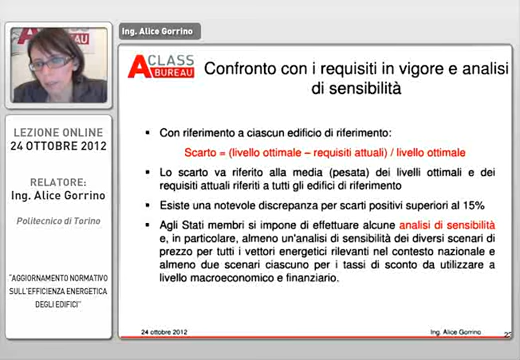 Ing. Alice Gorrino
A CLASS
BUREAU
Confronto con i requisiti in vigore e analisi
di sensibilità
LEZIONE ONLINE
24 OTTOBRE 2012
RELATORE:
Ing. Alice Gorrino
Politecnico di Torino
"AGGIORNAMENTO NORMATIVO
SULL'EFFICIENZA ENERGETICA
DEGLI EDIFICI"
Con riferimento a ciascun edificio di riferimento:
Scarto = (livello ottimale – requisiti attuali) / livello ottimale
Lo scarto va riferito alla media (pesata) dei livelli ottimali e dei
requisiti attuali riferiti a tutti gli edifici di riferimento
Esiste una notevole discrepanza per scarti positivi superiori al 15%
Agli Stati membri si impone di effettuare alcune analisi di sensibilità
e, in particolare, almeno un'analisi di sensibilità dei diversi scenari di
prezzo per tutti i vettori energetici rilevanti nel contesto nazionale e
almeno due scenari ciascuno per i tassi di sconto da utilizzare a
livello macroeconomico e finanziario.
24 ottobre 2012
Ing. Alice Gorrino